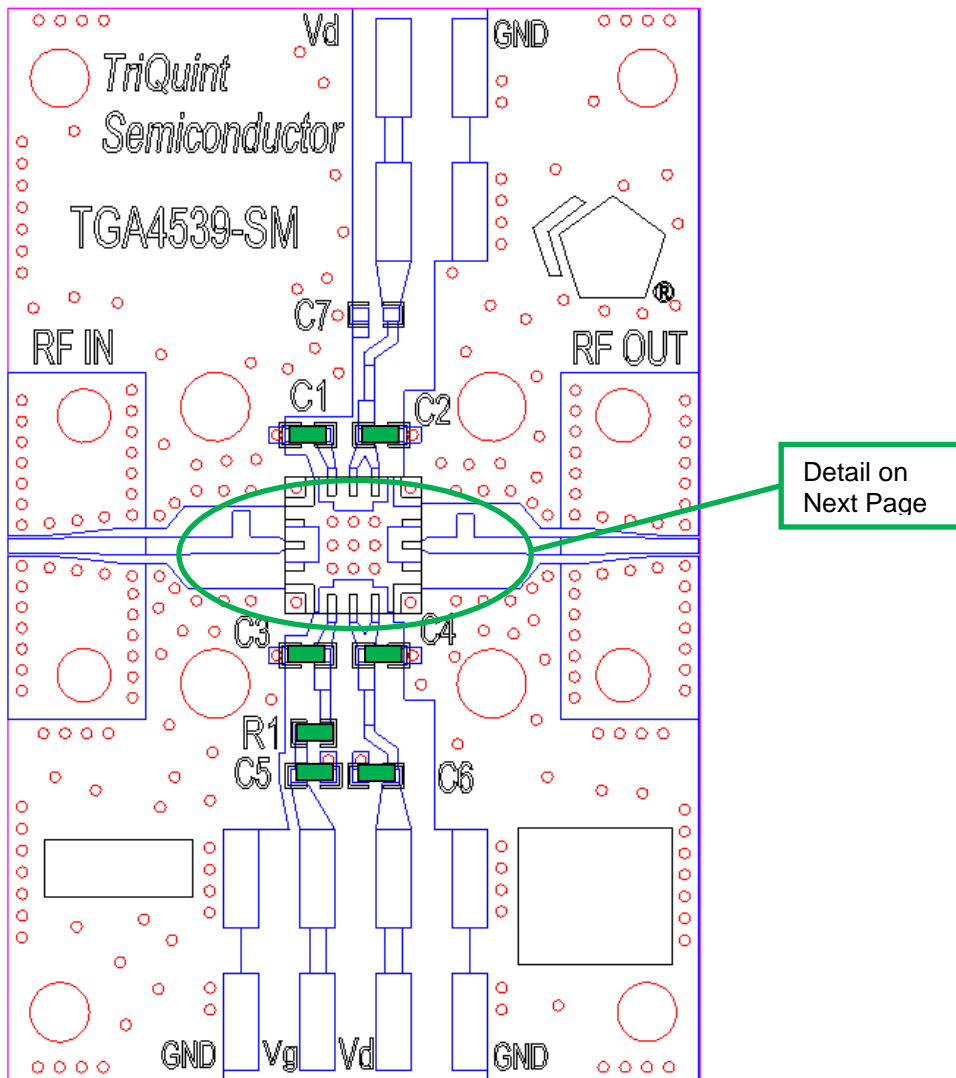 Vd
GND
TriQuint
Semiconductor
TGA4539-SM
®
C7
RF IN
RF OUT
C1
C2
Detail on
Next Page
C3
C4
R1
C5
C6
GND
Vg
Vd
GND